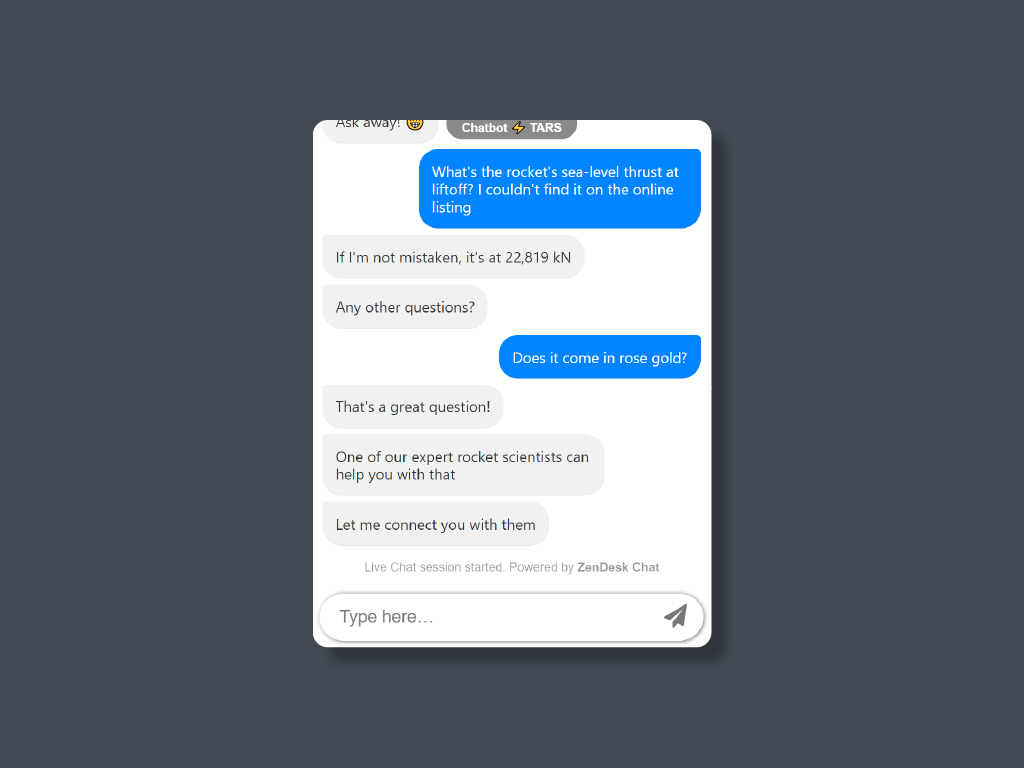 Ask away! 😁
Chatbot ⚡ TARS
What's the rocket's sea-level thrust at
liftoff? I couldn't find it on the online
listing
If I'm not mistaken, it's at 22,819 kN
Any other questions?
Does it come in rose gold?
That's a great question!
One of our expert rocket scientists can
help you with that
Let me connect you with them
Live Chat session started. Powered by ZenDesk Chat
Type here...